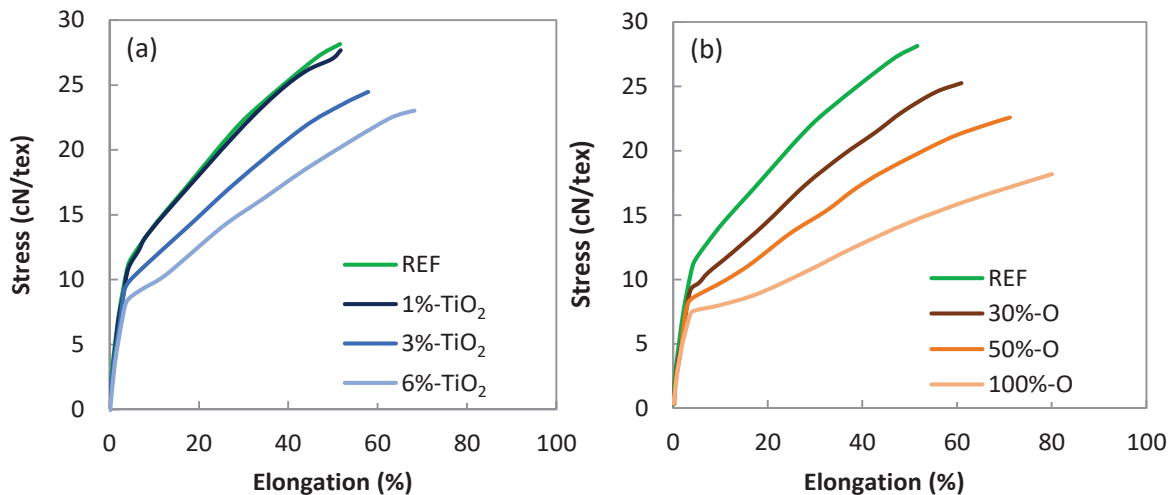 (a)
Stress (cN/tex)
30
25
20
15
10
5
0
REF
1%-TiO₂
3%-TiO₂
6%-TiO₂
0 20 40 60 80 100
Elongation (%)
(b)
Stress (cN/tex)
30
25
20
15
10
5
0
REF
30%-O
50%-O
100%-O
0 20 40 60 80 100
Elongation (%)